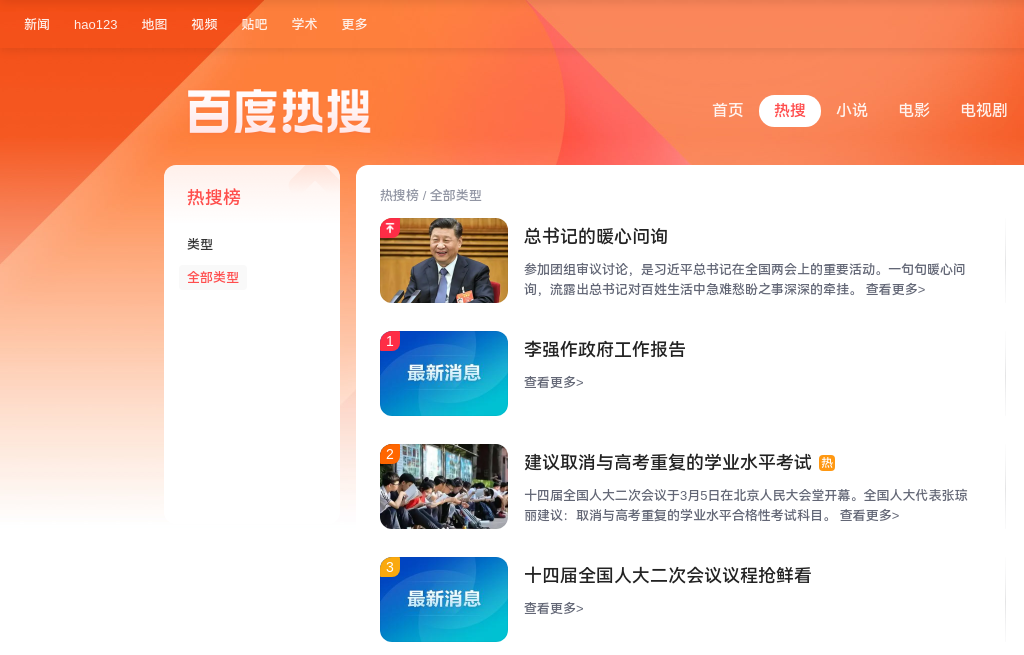 新闻 hao123 地图 视频 贴吧 学术 更多
百度热搜
首页 热搜 小说 电影 电视剧
热搜榜
类型
全部类型
热搜榜 / 全部类型
总书记的暖心问询
参加团组审议讨论，是习近平总书记在全国两会上的重要活动。一句句暖心问
询，流露出总书记对百姓生活中急难愁盼之事深深的牵挂。 查看更多>
1
最新消息
李强作政府工作报告
查看更多>
2
建议取消与高考重复的学业水平考试 热
十四届全国人大二次会议于3月5日在北京人民大会堂开幕。全国人大代表张琼
丽建议：取消与高考重复的学业水平合格性考试科目。 查看更多>
3
最新消息
十四届全国人大二次会议议程抢鲜看
查看更多>